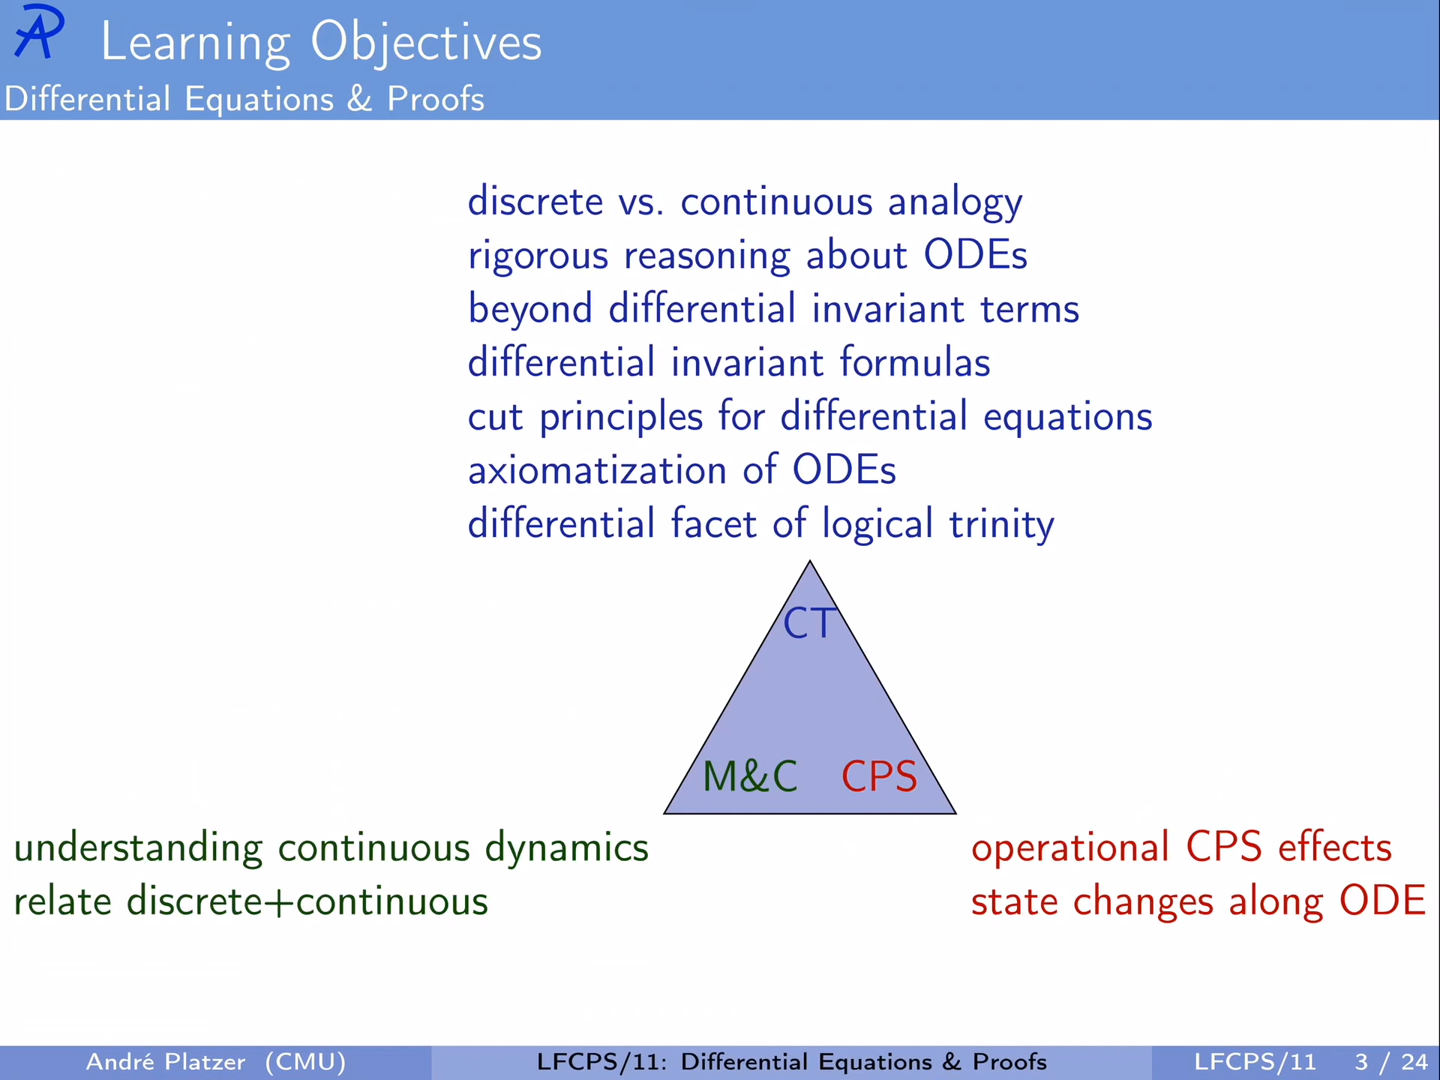 Learning Objectives
Differential Equations & Proofs
discrete vs. continuous analogy
rigorous reasoning about ODEs
beyond differential invariant terms
differential invariant formulas
cut principles for differential equations
axiomatization of ODEs
differential facet of logical trinity
CT
M&C CPS
understanding continuous dynamics
relate discrete+continuous
operational CPS effects
state changes along ODE
André Platzer (CMU) LFCPS/11: Differential Equations & Proofs LFCPS/11 3 / 24